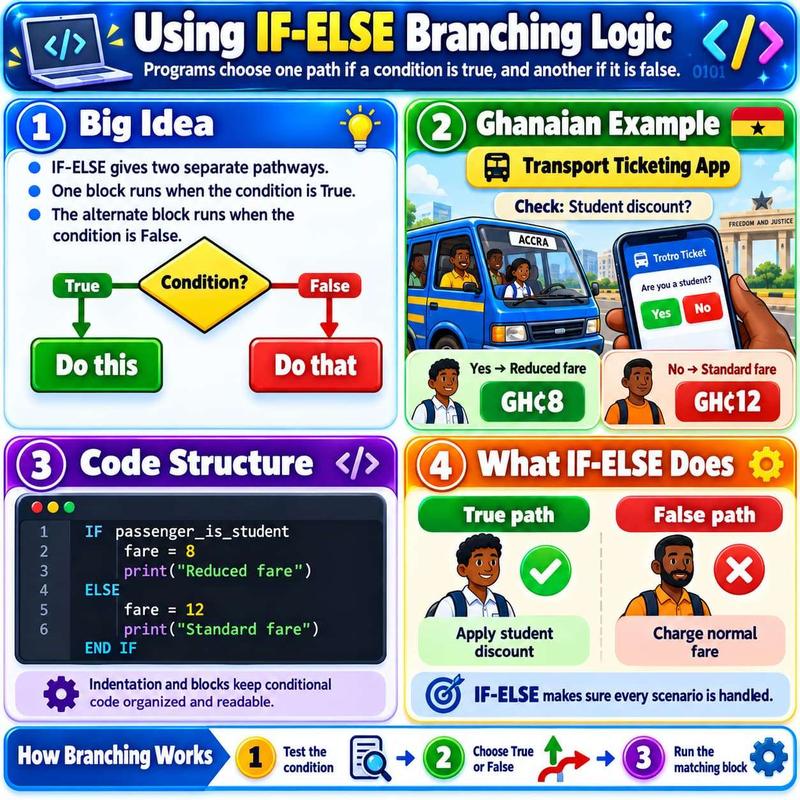 </>
Using IF-ELSE Branching Logic
Programs choose one path if a condition is true, and another if it is false.
</>
0101
1 Big Idea
IF-ELSE gives two separate pathways.
One block runs when the condition is True.
The alternate block runs when the
condition is False.
Condition?
True
False
Do this
Do that
2 Ghanaian Example
Transport Ticketing App
Check: Student discount?
ACCRA
FREEDOM AND JUSTICE
Trotro Ticket
Are you a student?
Yes
No
Yes → Reduced fare
GH¢8
No → Standard fare
GH¢12
3 Code Structure </>
1 IF passenger_is_student
2 fare = 8
3 print("Reduced fare")
4 ELSE
5 fare = 12
6 print("Standard fare")
END IF
Indentation and blocks keep conditional
code organized and readable.
4 What IF-ELSE Does
True path
Apply student
discount
False path
Charge normal
fare
IF-ELSE makes sure every scenario is handled.
How Branching Works
1 Test the
condition
2 Choose True
or False
3 Run the
matching block